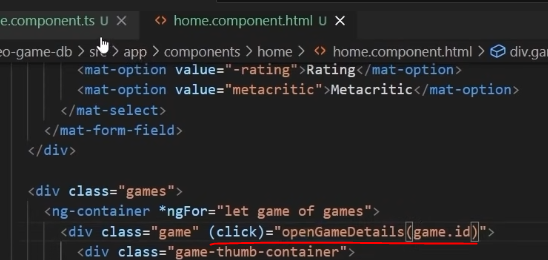 e.component.ts U × <> home.component.html U ×
eo-game-db > src > app > components > home > <> home.component.html > div.gam
<mat-option value="-rating">Rating</mat-option>
<mat-option value="metacritic">Metacritic</mat-option>
</mat-select>
</mat-form-field>
</div>
<div class="games">
<ng-container *ngFor="let game of games">
<div class="game" (click)="openGameDetails(game.id)">
<div class="game-thumb-container">